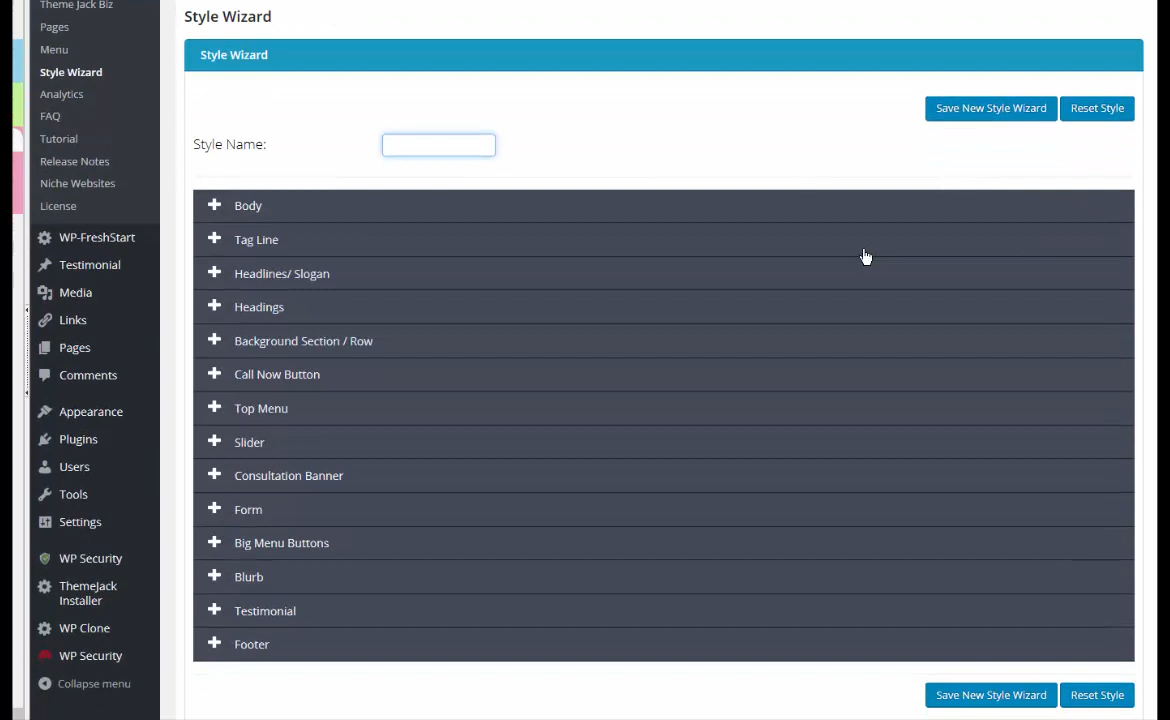 Theme Jack Biz
Pages
Menu
Style Wizard
Analytics
FAQ
Tutorial
Release Notes
Niche Websites
License
WP-FreshStart
Testimonial
Media
Links
Pages
Comments
Appearance
Plugins
Users
Tools
Settings
WP Security
ThemeJack
Installer
WP Clone
WP Security
Collapse menu
Style Wizard
Style Wizard
Save New Style Wizard
Reset Style
Style Name:
Body
Tag Line
Headlines/ Slogan
Headings
Background Section / Row
Call Now Button
Top Menu
Slider
Consultation Banner
Form
Big Menu Buttons
Blurb
Testimonial
Footer
Save New Style Wizard
Reset Style